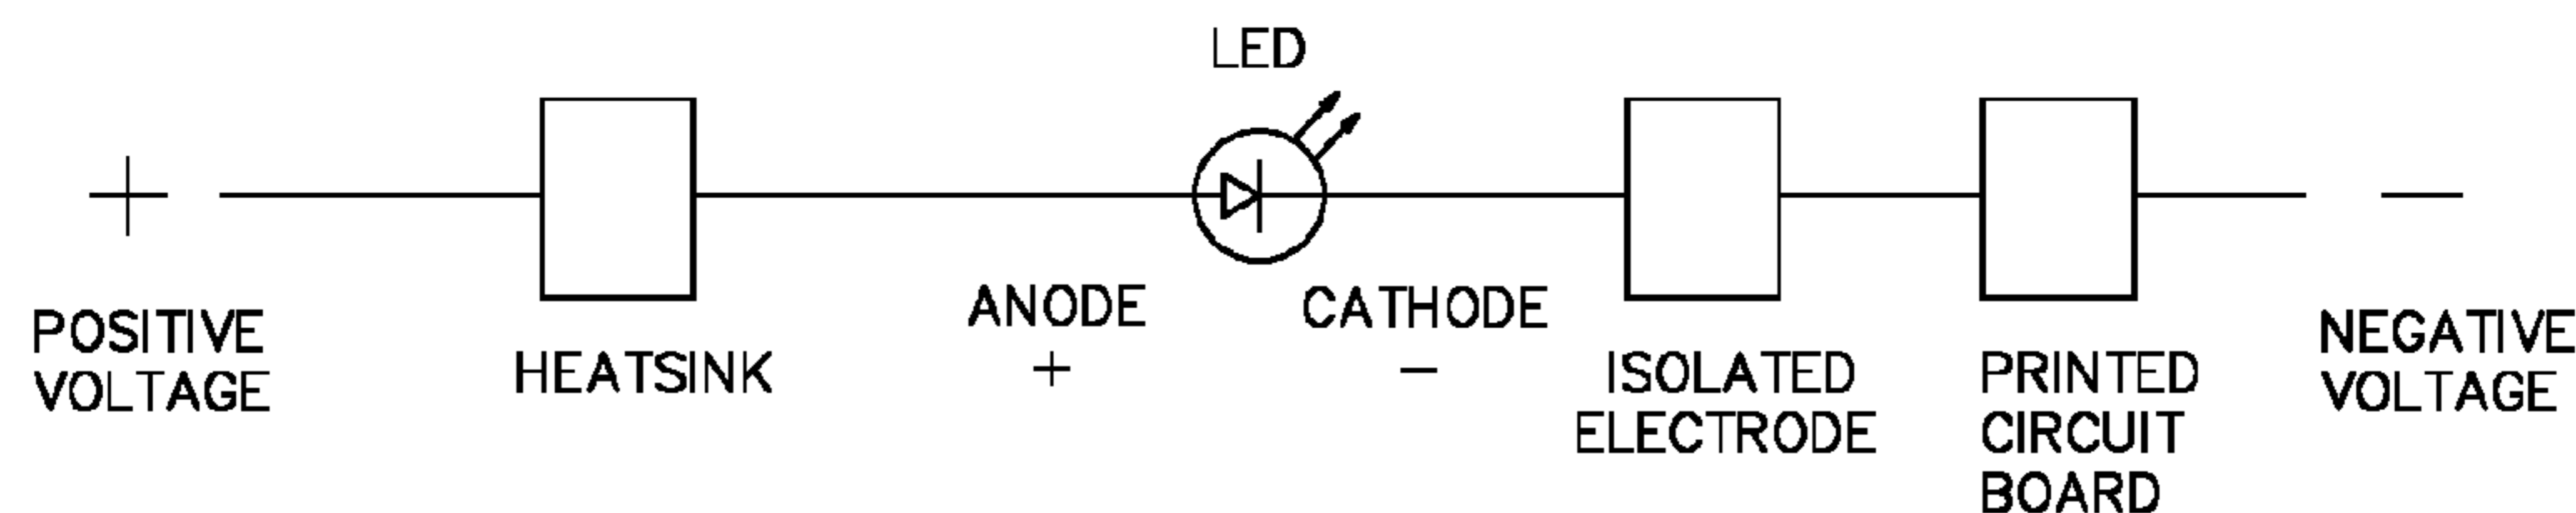 LED
+
−
POSITIVE
VOLTAGE
HEATSINK
ANODE
+
CATHODE
−
ISOLATED
ELECTRODE
PRINTED
CIRCUIT
BOARD
NEGATIVE
VOLTAGE